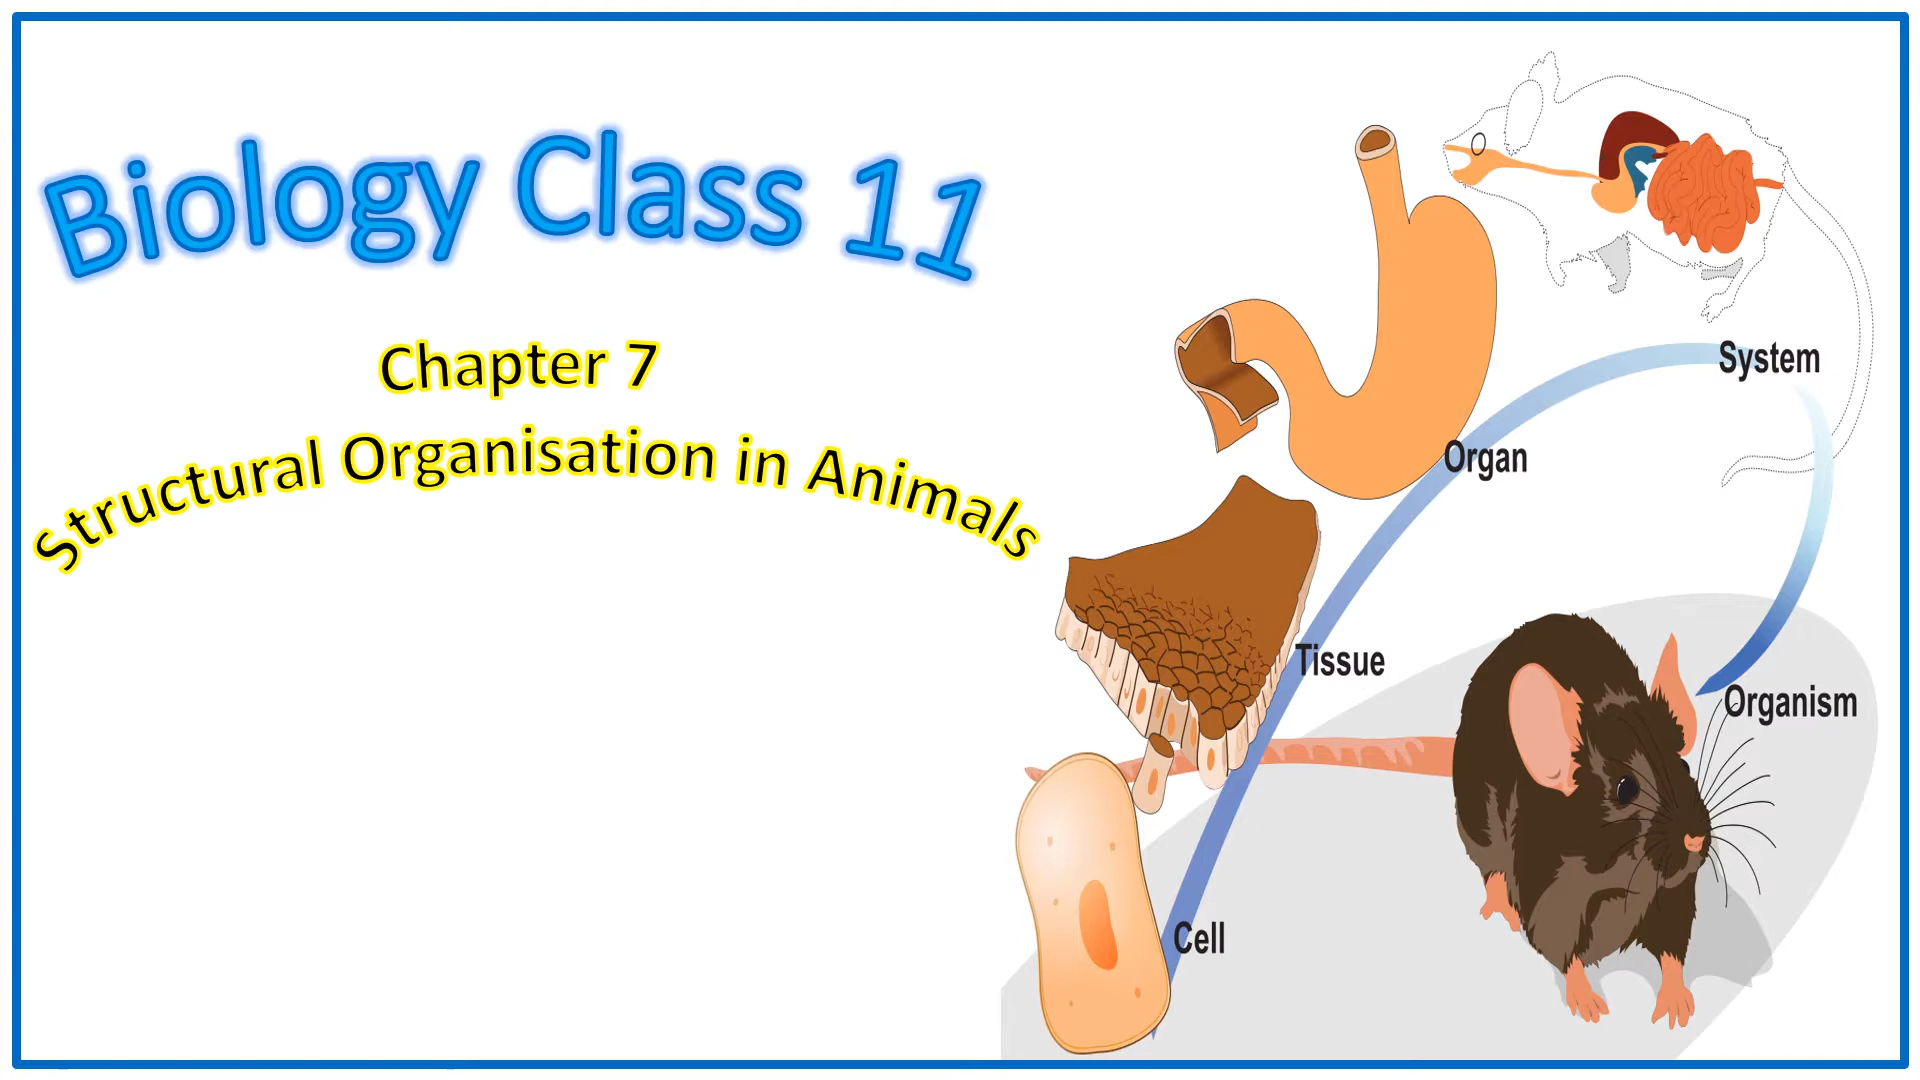 Biology Class 11
Chapter 7
Structural Organisation in Animals
System
Organ
Tissue
Organism
Cell